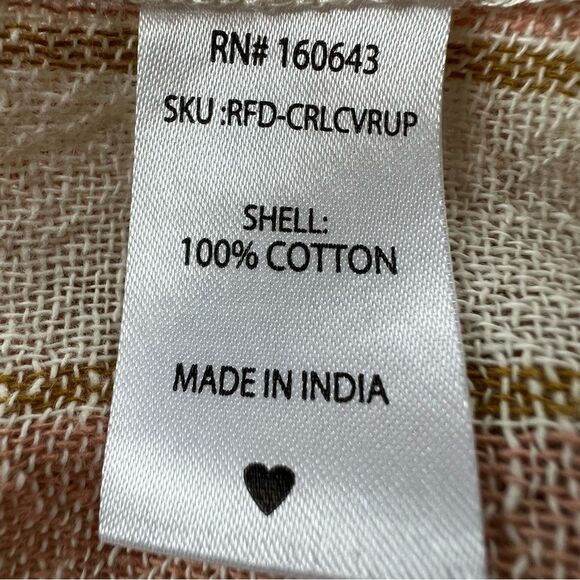 RN# 160643
SKU :RFD-CRLCVRUP
SHELL:
100% COTTON
MADE IN INDIA